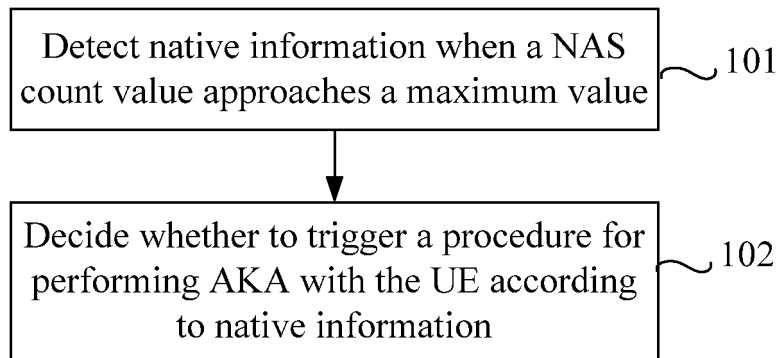 Detect native information when a NAS
count value approaches a maximum value
101
Decide whether to trigger a procedure for
performing AKA with the UE according
to native information
102